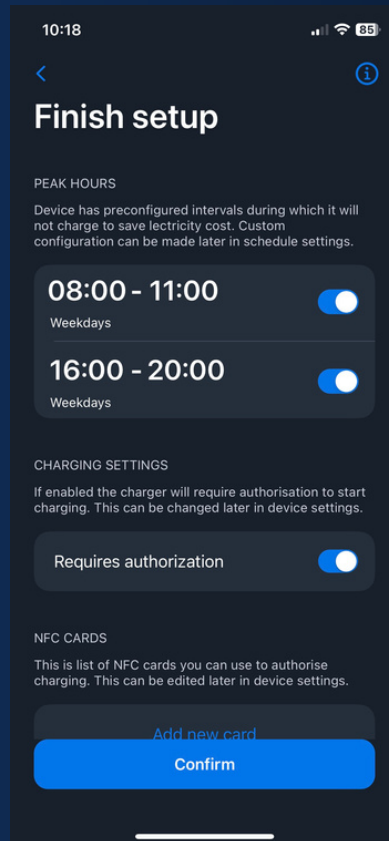 10:18
85
Finish setup
PEAK HOURS
Device has preconfigured intervals during which it will
not charge to save lectricity cost. Custom
configuration can be made later in schedule settings.
08:00 - 11:00
Weekdays
16:00 - 20:00
Weekdays
CHARGING SETTINGS
If enabled the charger will require authorisation to start
charging. This can be changed later in device settings.
Requires authorization
NFC CARDS
This is list of NFC cards you can use to authorise
charging. This can be edited later in device settings.
Add new card
Confirm